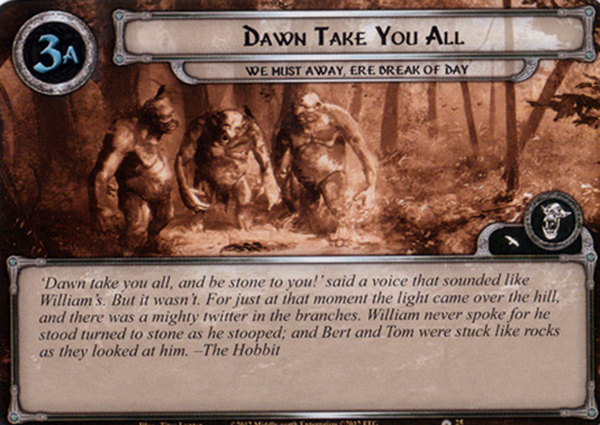 3A
DAWN TAKE YOU ALL
WE MUST AWAY, ERE BREAK OF DAY
'Dawn take you all, and be stone to you!' said a voice that sounded like
William's. But it wasn't. For just at that moment the light came over the hill,
and there was a mighty twitter in the branches. William never spoke for he
stood turned to stone as he stooped; and Bert and Tom were stuck like rocks
as they looked at him. –The Hobbit